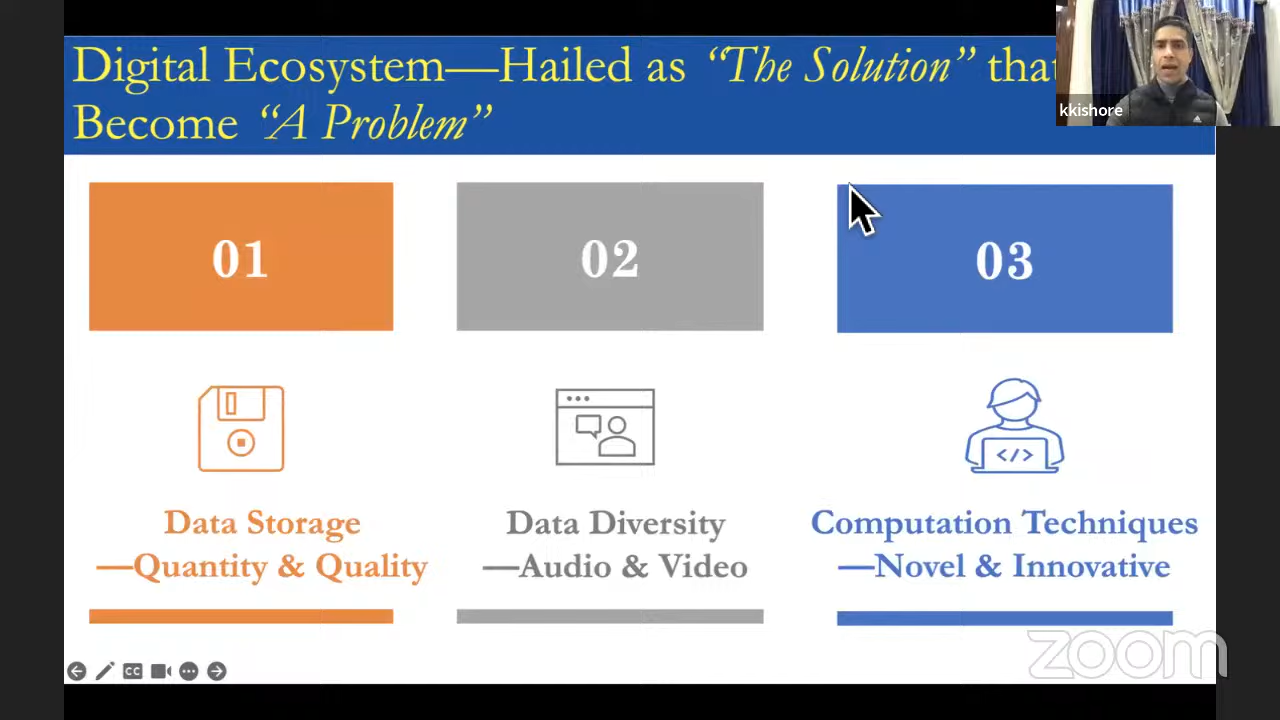 Digital Ecosystem—Hailed as “The Solution” that
Become “A Problem”
kkishore
01
02
03
</>
Data Storage
—Quantity & Quality
Data Diversity
—Audio & Video
Computation Techniques
—Novel & Innovative
CC
zoom